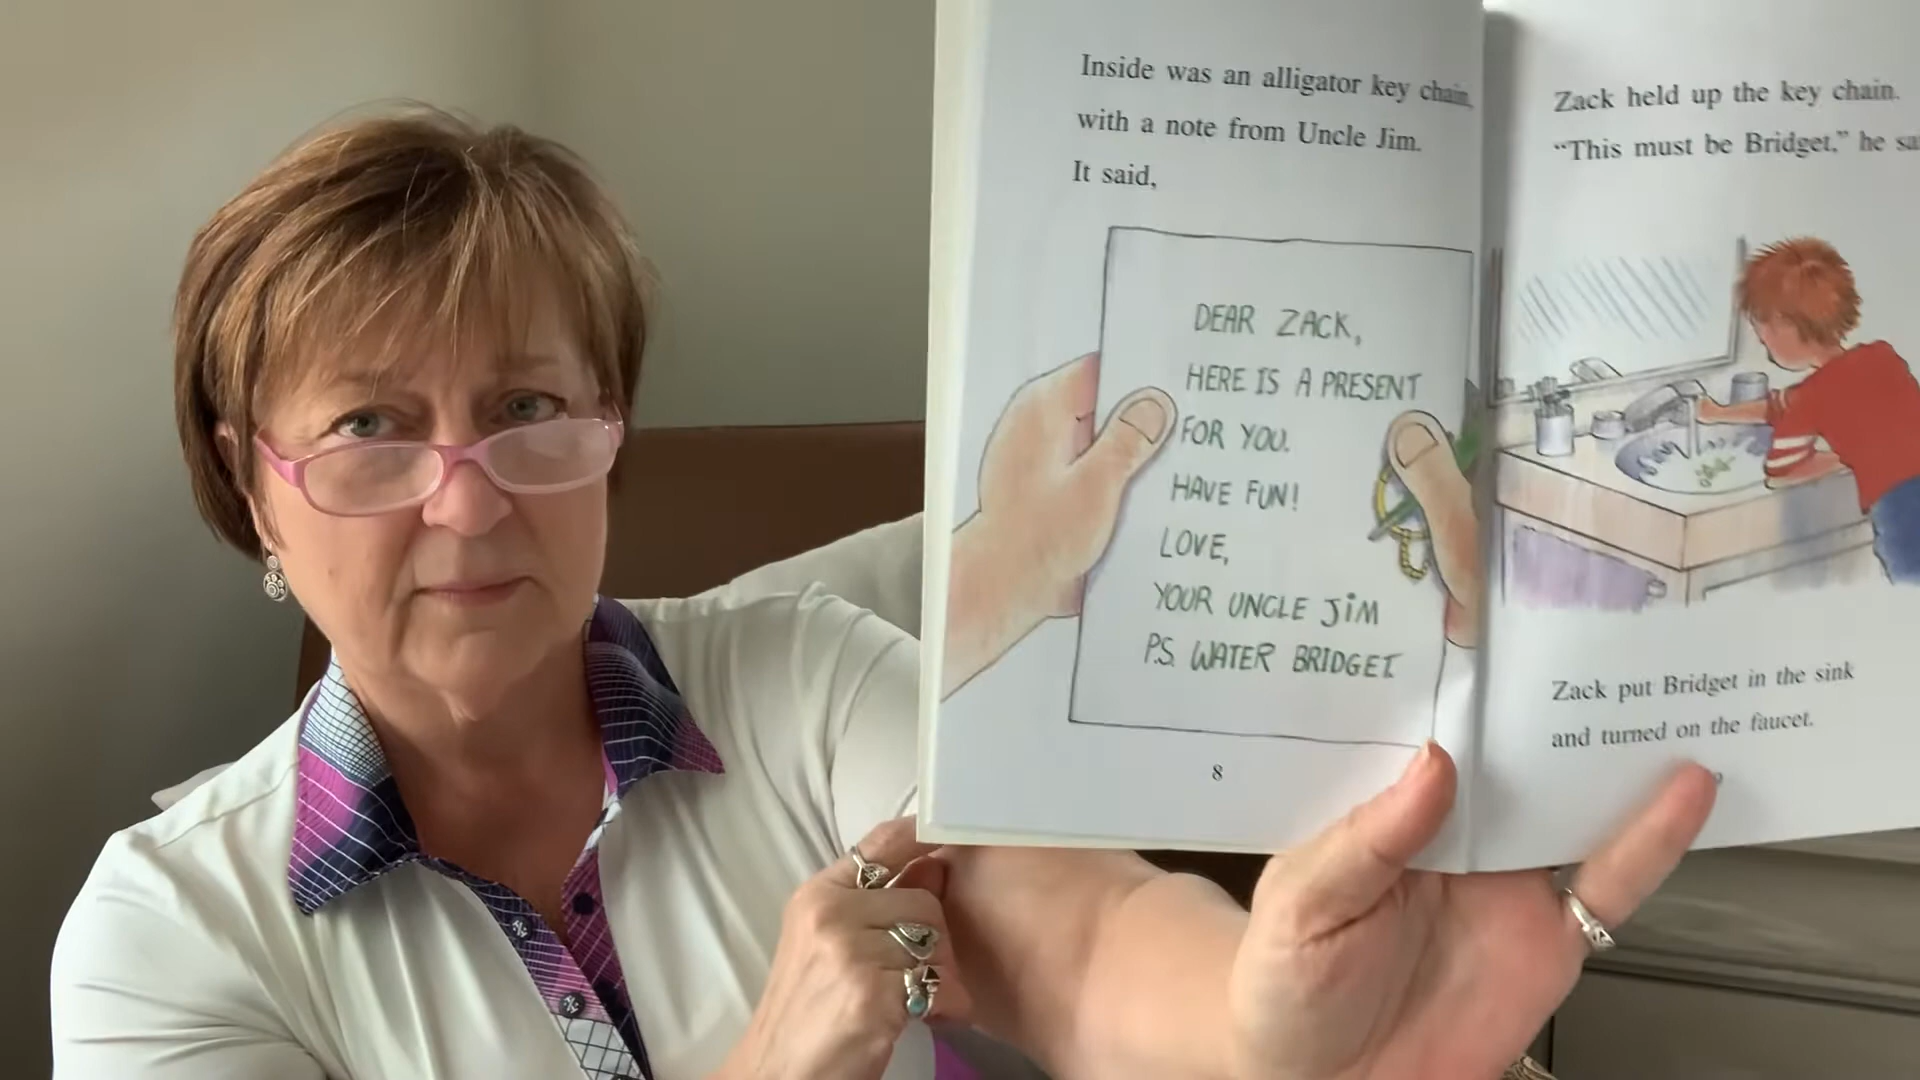 Inside was an alligator key chain,
with a note from Uncle Jim.
It said,
DEAR ZACK,
HERE IS A PRESENT
FOR YOU.
HAVE FUN!
LOVE,
YOUR UNCLE JIM
P.S. WATER BRIDGET.
8
Zack held up the key chain.
“This must be Bridget,” he
Zack put Bridget in the sink
and turned on the faucet.